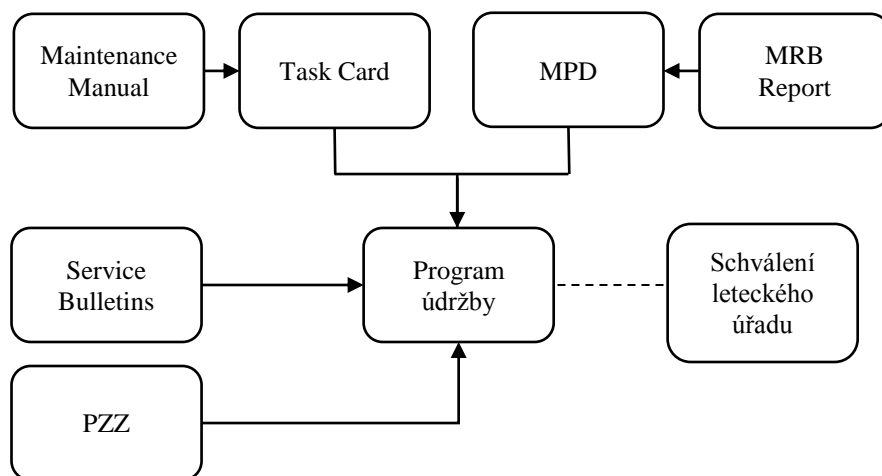 Maintenance
Manual
Task Card
MPD
MRB
Report
Service
Bulletins
Program
údržby
Schválení
leteckého
úřadu
PZZ